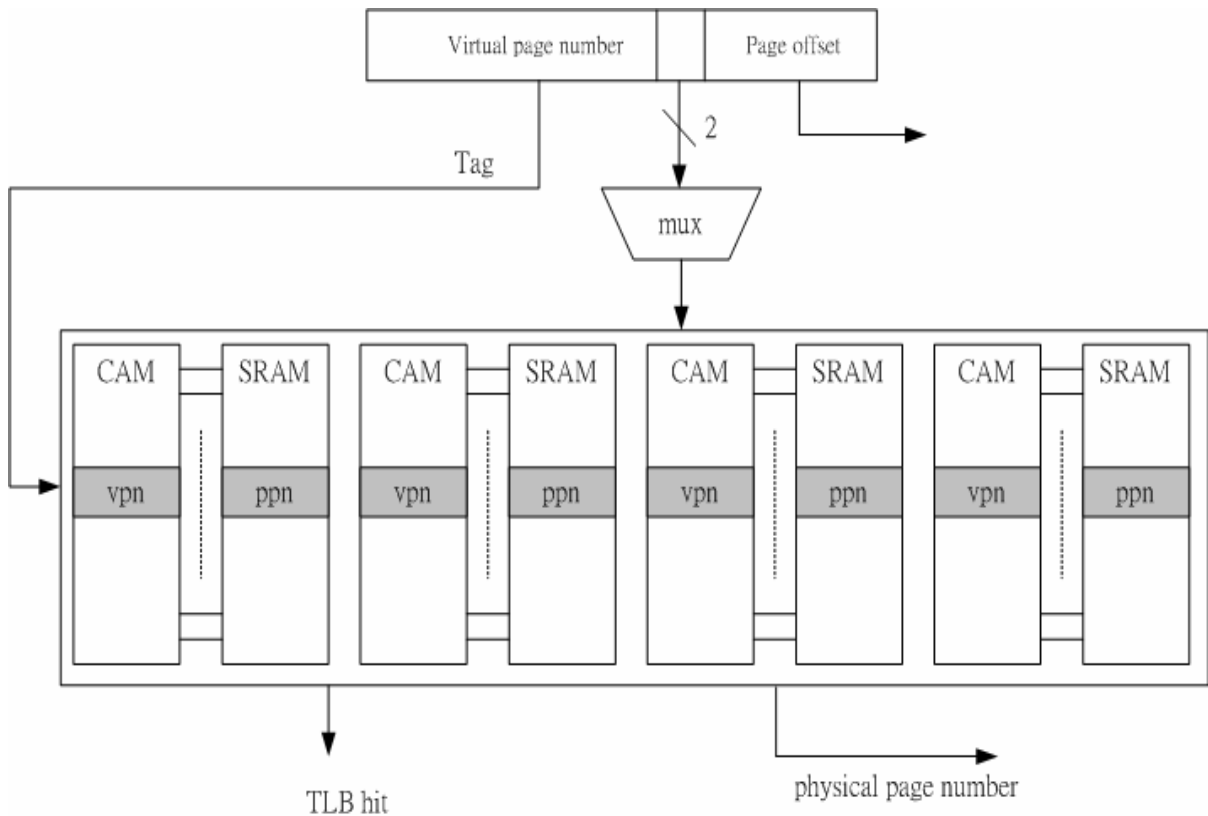 Virtual page number
Page offset
2
Tag
mux
CAM SRAM CAM SRAM CAM SRAM CAM SRAM
vpn ppn vpn ppn vpn ppn vpn ppn
physical page number
TLB hit